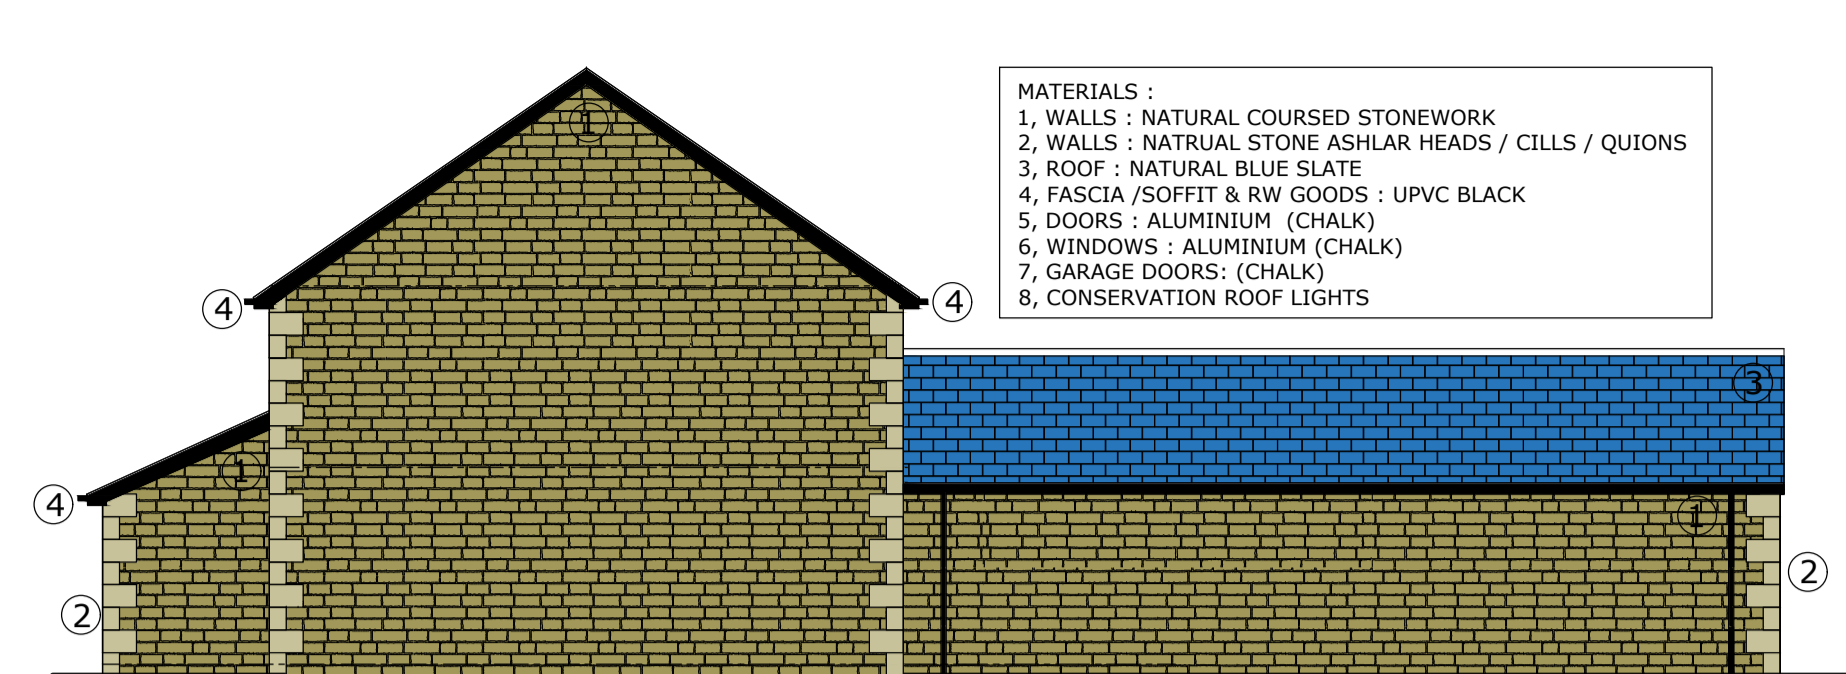 MATERIALS :
1, WALLS : NATURAL COURSED STONEWORK
2, WALLS : NATRUAL STONE ASHLAR HEADS / CILLS / QUIONS
3, ROOF : NATURAL BLUE SLATE
4, FASCIA /SOFFIT & RW GOODS : UPVC BLACK
5, DOORS : ALUMINIUM (CHALK)
6, WINDOWS : ALUMINIUM (CHALK)
7, GARAGE DOORS: (CHALK)
8, CONSERVATION ROOF LIGHTS
1
4
4
3
1
4
1
2
2